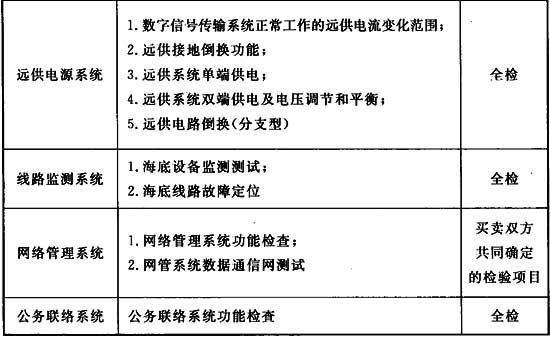 远供电源系统
1. 数字信号传输系统正常工作的远供电流变化范围；
2. 远供接地倒换功能；
3. 远供系统单端供电；
4. 远供系统双端供电及电压调节和平衡；
5. 远供电路倒换（分支型）
全检
线路监测系统
1. 海底设备监测测试；
2. 海底线路故障定位
全检
网络管理系统
1. 网络管理系统功能检查；
2. 网管系统数据通信网测试
买卖双方
共同确定
的检验项目
公务联络系统
公务联络系统功能检查
全检